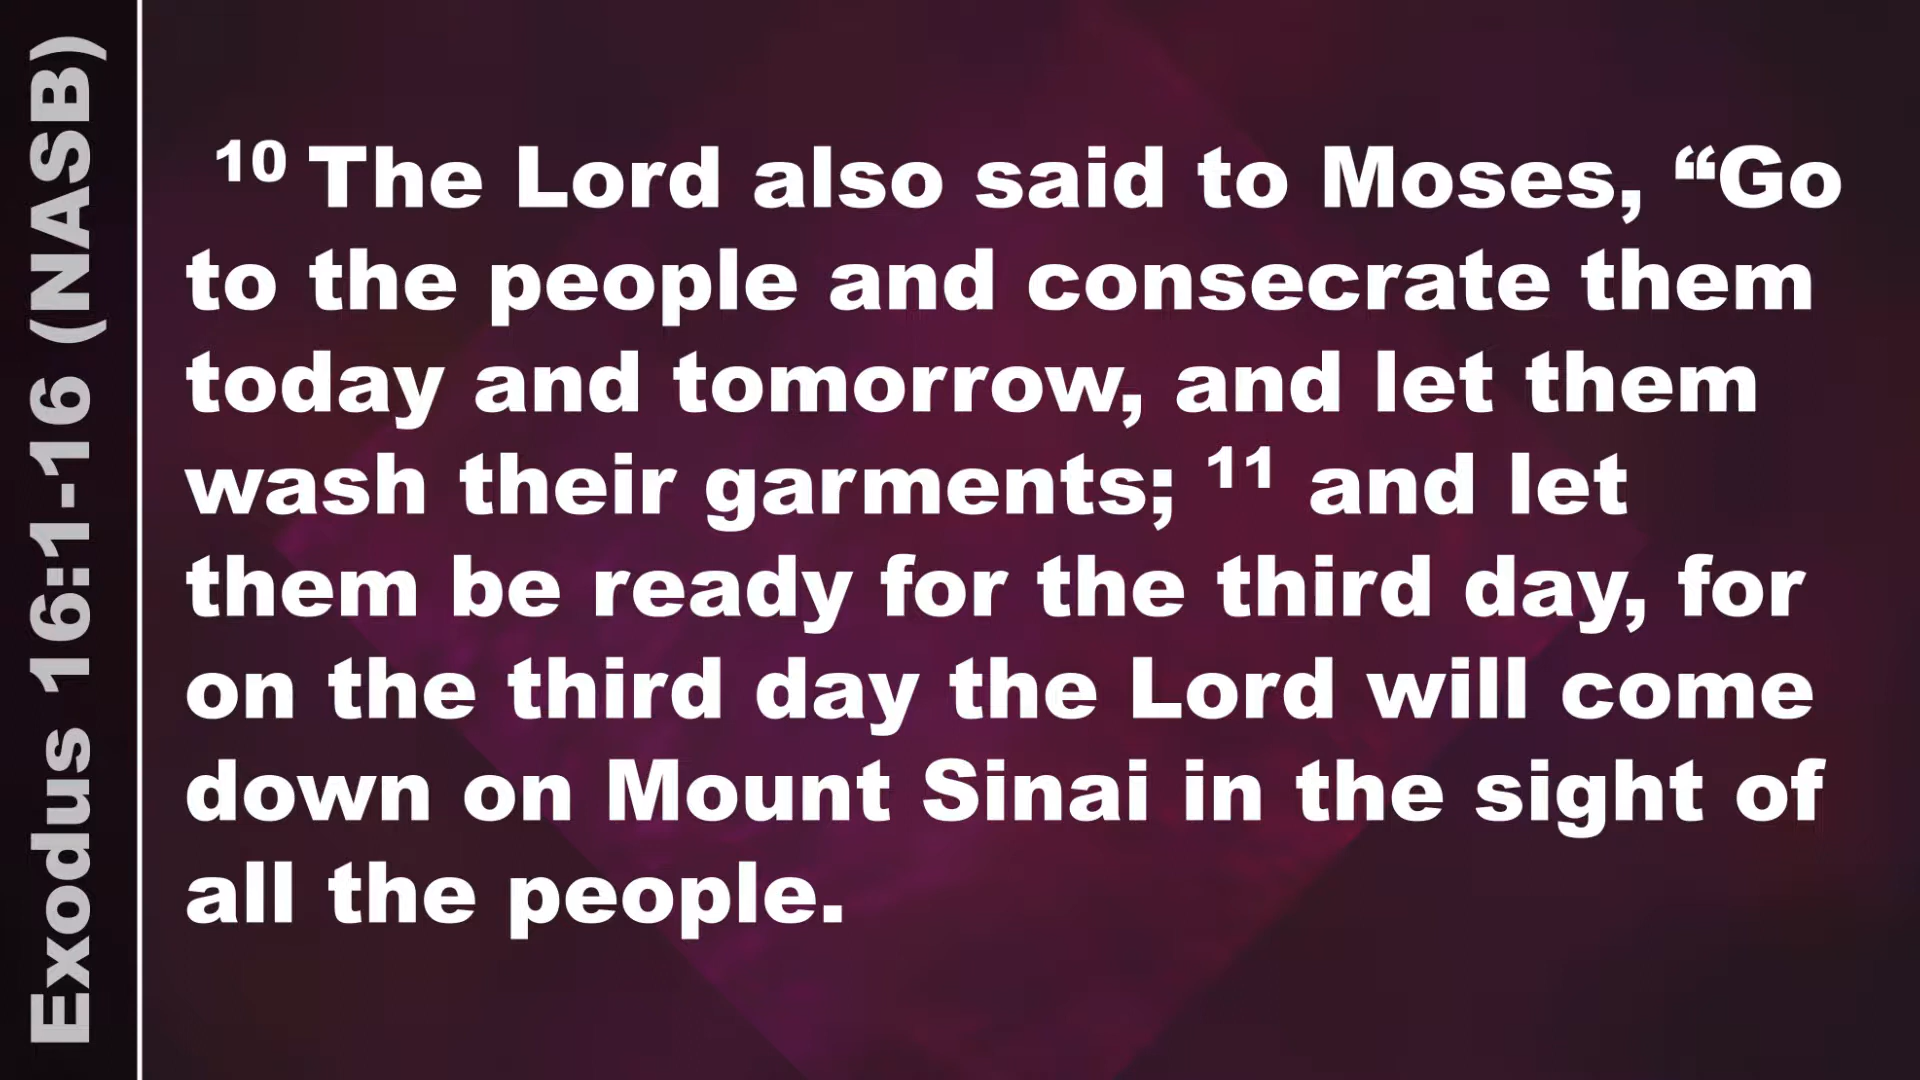 Exodus 16:1-16 (NASB)
10 The Lord also said to Moses, “Go
to the people and consecrate them
today and tomorrow, and let them
wash their garments; 11 and let
them be ready for the third day, for
on the third day the Lord will come
down on Mount Sinai in the sight of
all the people.